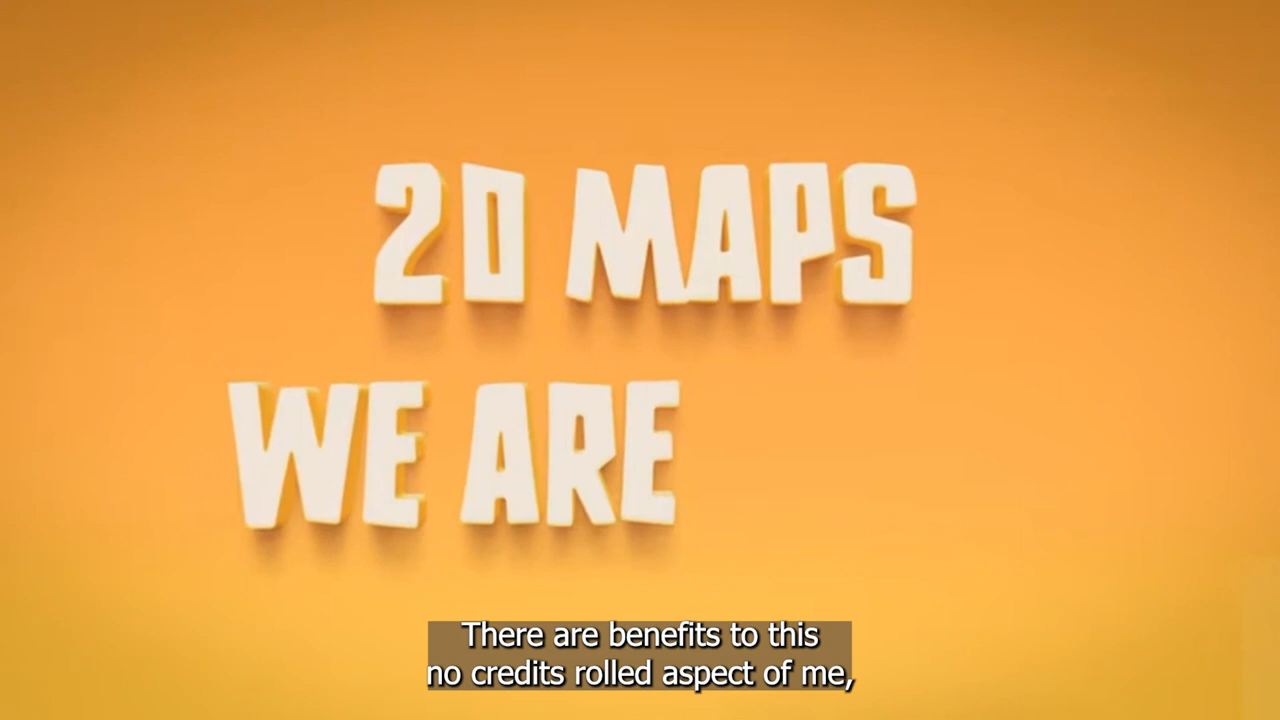 20 MAPS
WE ARE
There are benefits to this
no credits rolled aspect of me,